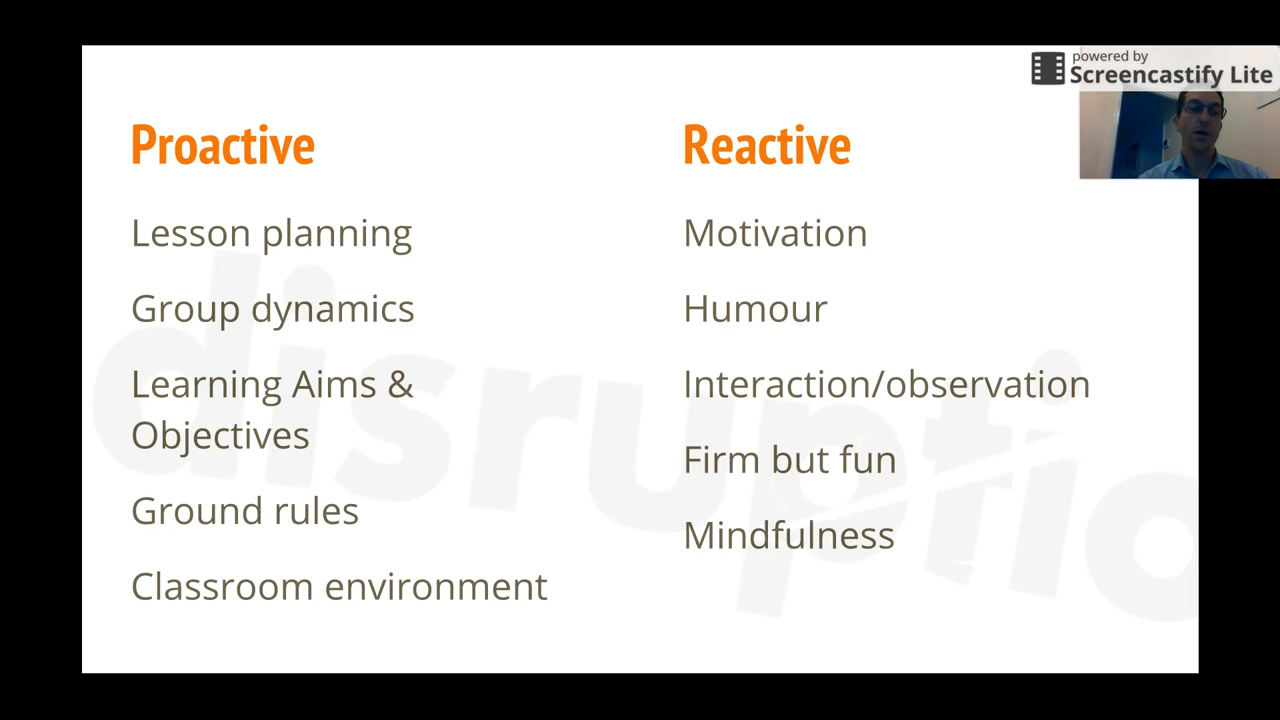 powered by
Screencastify Lite
Proactive
Lesson planning
Group dynamics
Learning Aims &
Objectives
Ground rules
Classroom environment
Reactive
Motivation
Humour
Interaction/observation
Firm but fun
Mindfulness
disruptio